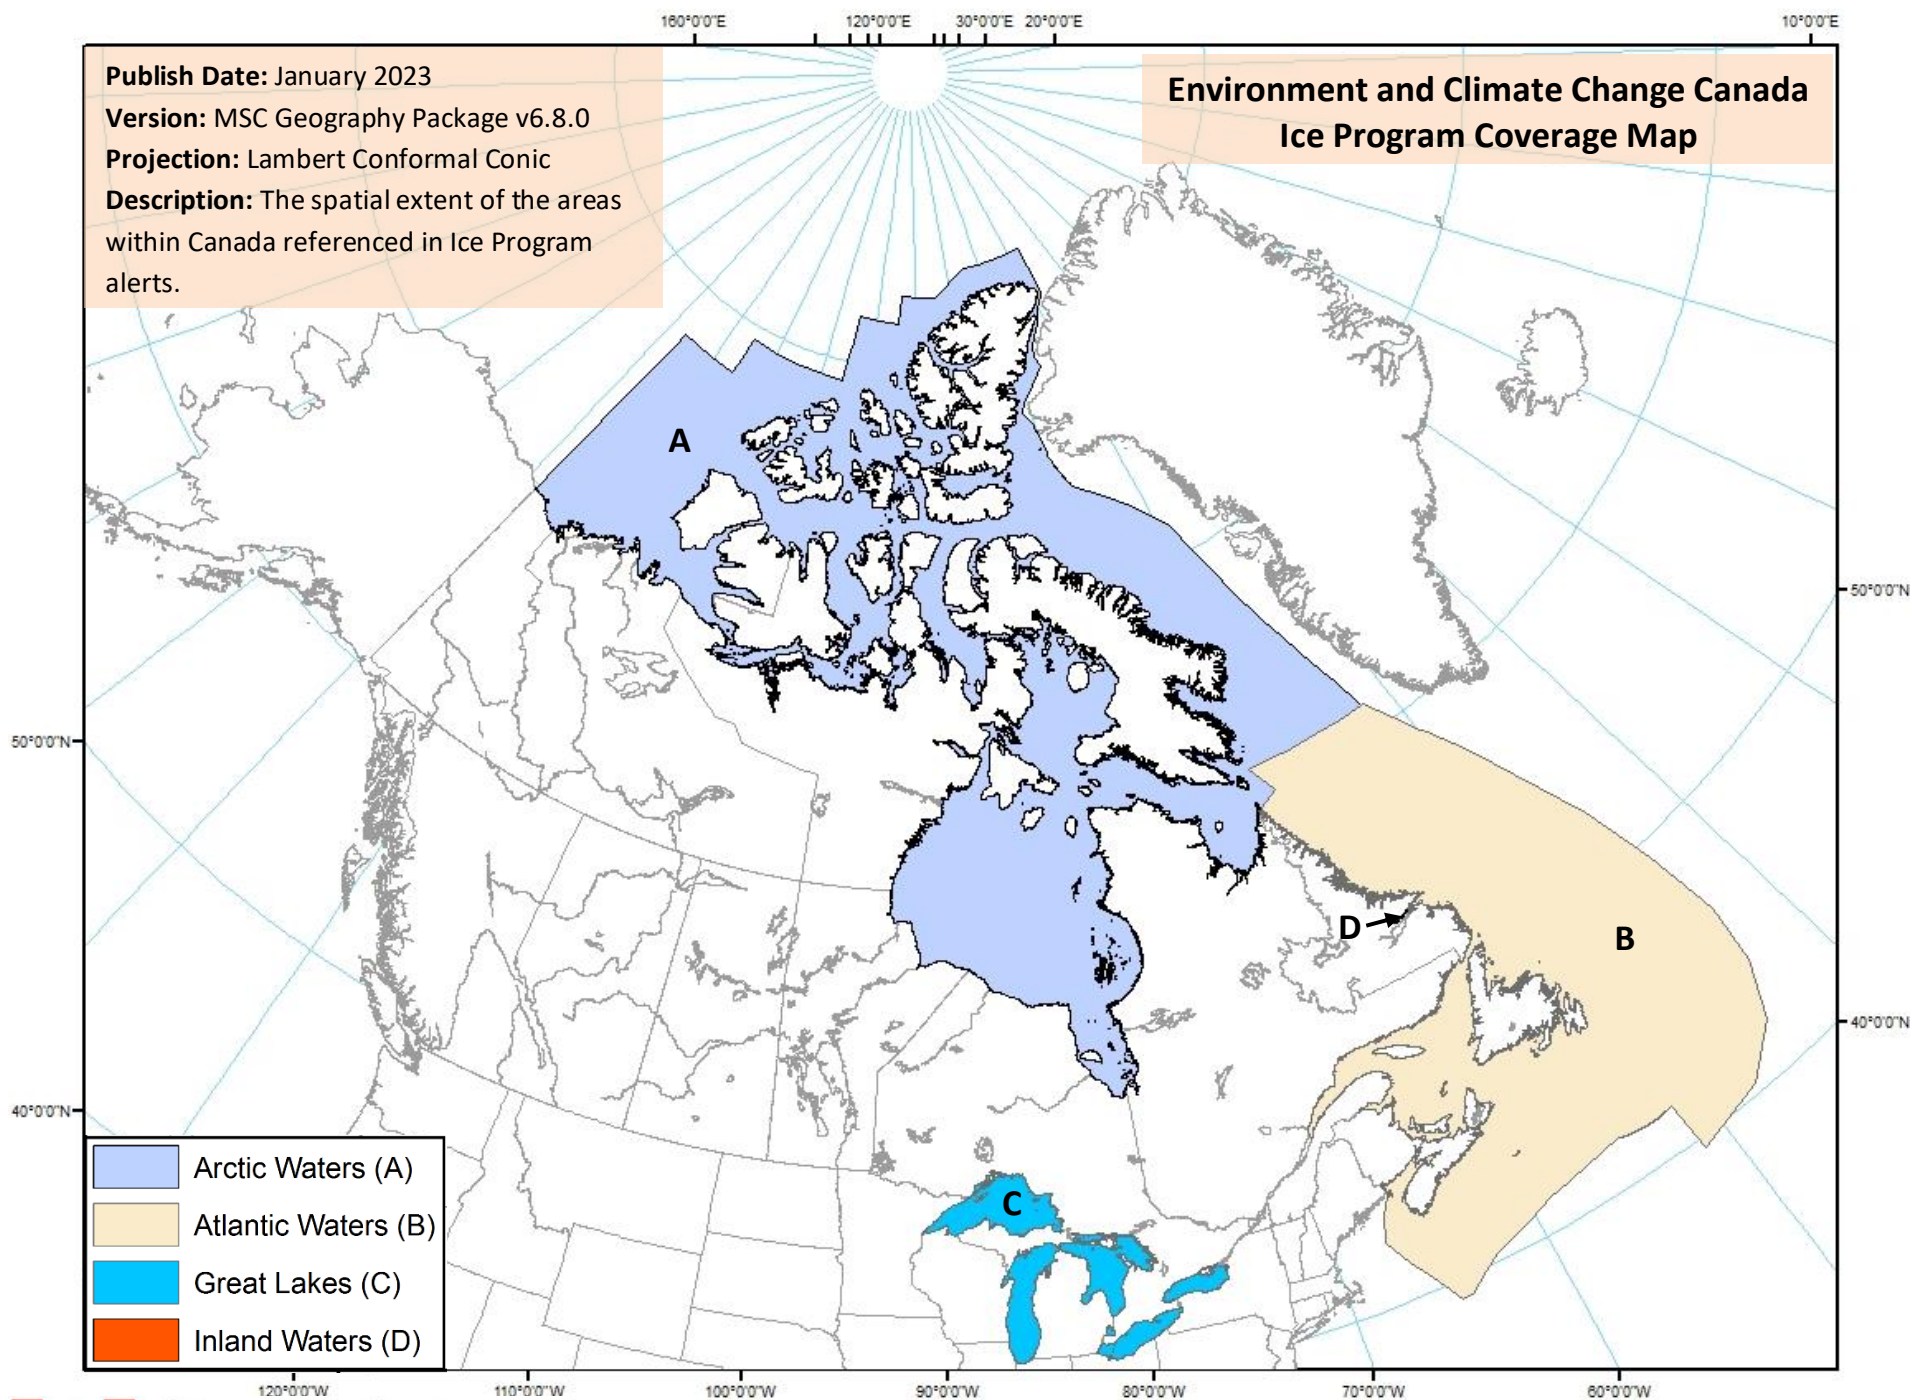 160°0'0"E 120°0'0"E 30°0'0"E 20°0'0"E 10°0'0"E
Publish Date: January 2023
Version: MSC Geography Package v6.8.0
Projection: Lambert Conformal Conic
Description: The spatial extent of the areas
within Canada referenced in Ice Program
alerts.
Environment and Climate Change Canada
Ice Program Coverage Map
A
50°0'0"N
50°0'0"N
D
B
40°0'0"N
40°0'0"N
C
Arctic Waters (A)
Atlantic Waters (B)
Great Lakes (C)
Inland Waters (D)
120°0'0"W 110°0'0"W 100°0'0"W 90°0'0"W 80°0'0"W 70°0'0"W 60°0'0"W